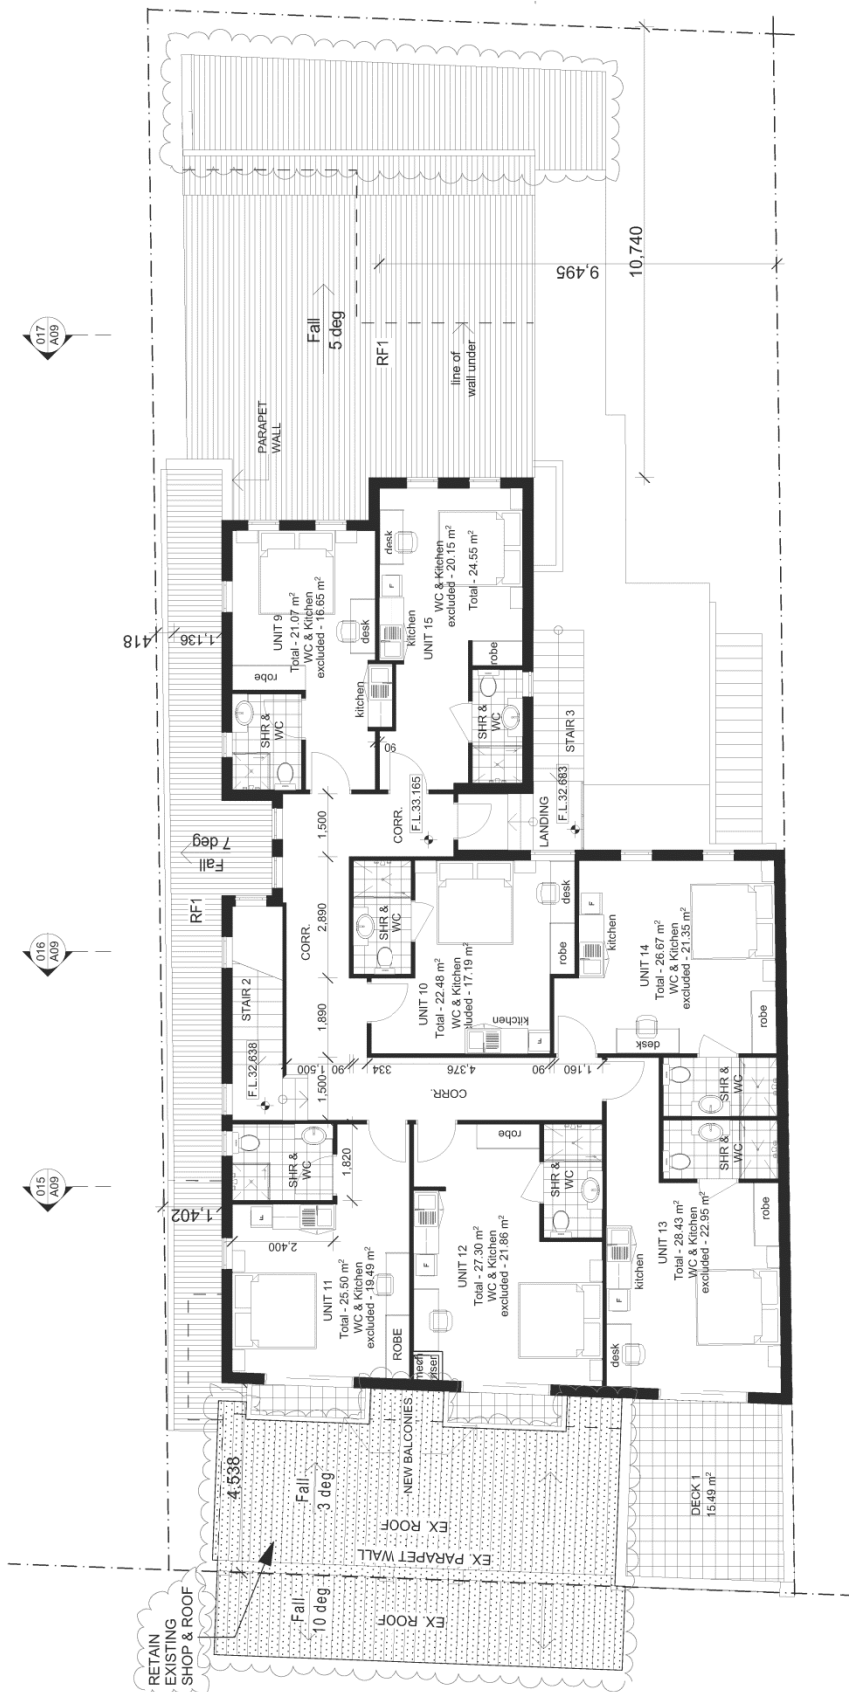 10,740
9,495
017
A09
Fall
5 deg
RF1
line of
wall under
PARAPET
WALL
418
1,136
UNIT 9
Total - 21.07 m²
WC & Kitchen
excluded - 16.65 m²
desk
robe
kitchen
SHR &
WC
desk
WC & Kitchen
excluded - 20.15 m²
Total - 24.55 m²
F
kitchen
UNIT 15
robe
SHR &
WC
90
STAIR 3
1,500
CORR.
F.L.33.165
LANDING
F.L.32.683
Fall
7 deg
RF1
016
A09
2,890
CORR.
SHR &
WC
desk
robe
UNIT 10
Total - 22.48 m²
WC & Kitchen
cluded - 17.19 m²
kitchen
F
F
kitchen
UNIT 14
Total - 26.67 m²
WC & Kitchen
excluded - 21.35 m²
desk
robe
STAIR 2
F.L.32.638
1,890
1,500
1,500
90
334
4,376
90
1,160
CORR.
SHR &
WC
SHR &
WC
015
A09
1,402
SHR &
WC
1,820
robe
SHR &
WC
F
2,400
UNIT 11
Total - 25.50 m²
WC & Kitchen
excluded - 19.49 m²
ROBE
F
UNIT 12
Total - 27.30 m²
WC & Kitchen
excluded - 21.86 m²
mech
riser
UNIT 13
Total - 28.43 m²
WC & Kitchen
excluded - 22.95 m²
robe
kitchen
F
desk
4,538
Fall
3 deg
NEW BALCONIES
EX. ROOF
EX. PARAPET WALL
Fall
10 deg
EX. ROOF
DECK 1
15.49 m²
RETAIN
EXISTING
SHOP & ROOF